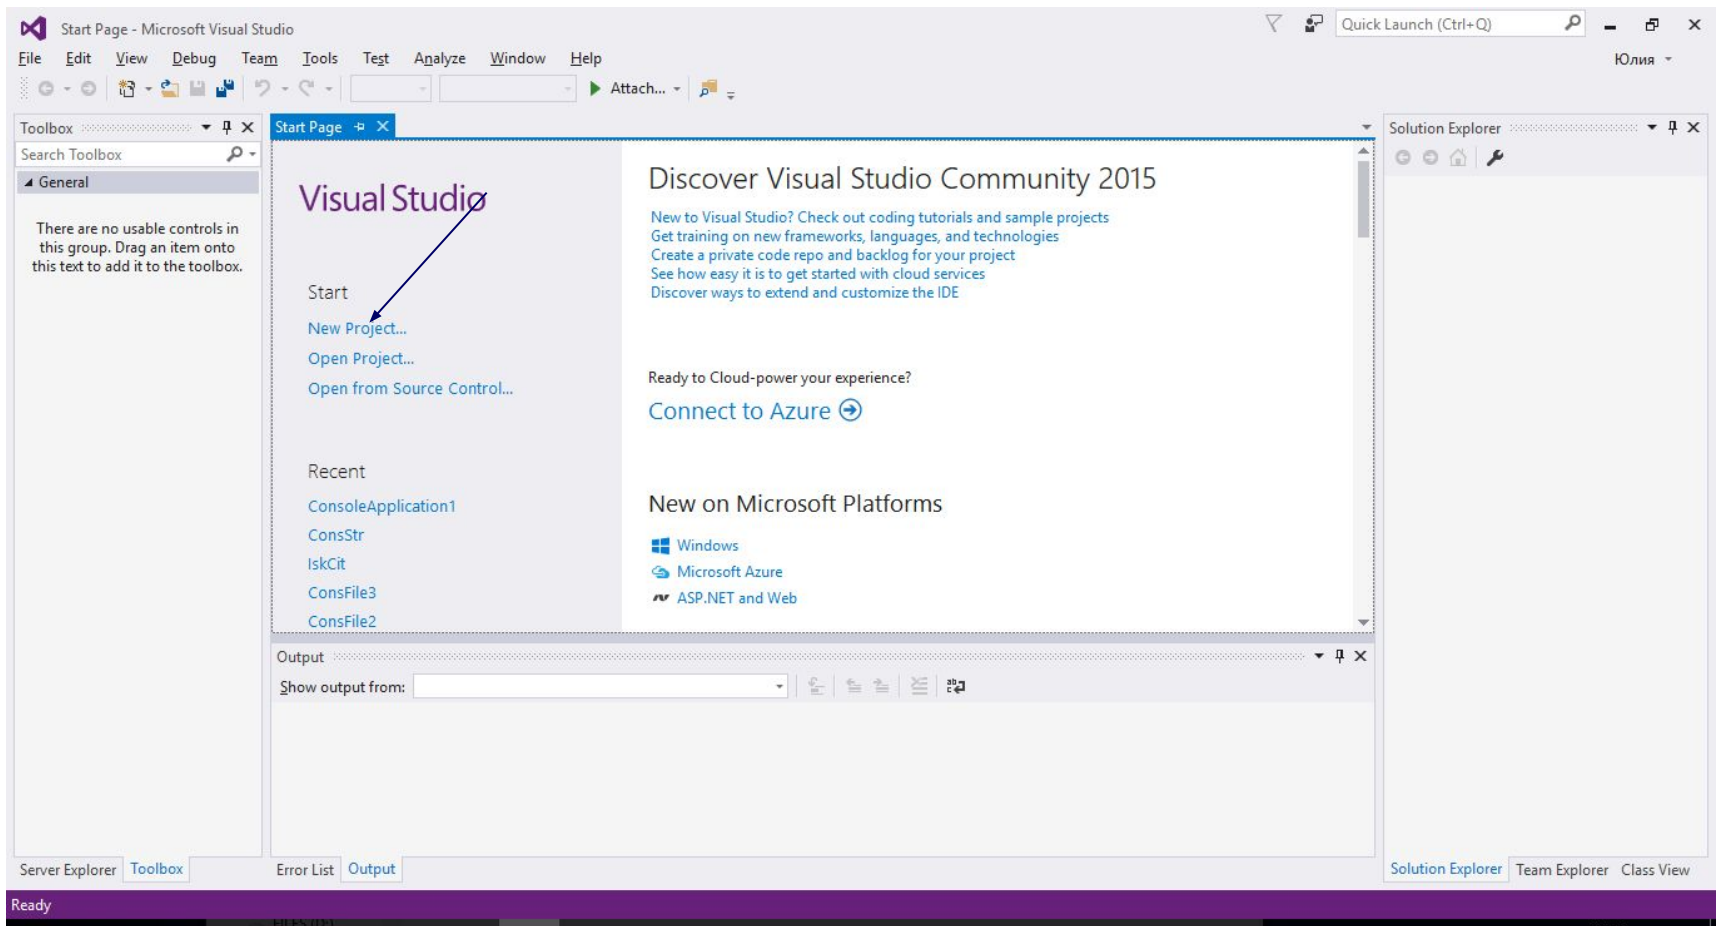 Start Page - Microsoft Visual Studio
Quick Launch (Ctrl+Q)
File Edit View Debug Team Tools Test Analyze Window Help
Юлия
Attach...
Toolbox
Search Toolbox
General
There are no usable controls in
this group. Drag an item onto
this text to add it to the toolbox.
Server Explorer Toolbox
Start Page
Visual Studio
Start
New Project...
Open Project...
Open from Source Control...
Recent
ConsoleApplication1
ConsStr
IskCit
ConsFile3
ConsFile2
Discover Visual Studio Community 2015
New to Visual Studio? Check out coding tutorials and sample projects
Get training on new frameworks, languages, and technologies
Create a private code repo and backlog for your project
See how easy it is to get started with cloud services
Discover ways to extend and customize the IDE
Ready to Cloud-power your experience?
Connect to Azure
New on Microsoft Platforms
Windows
Microsoft Azure
ASP.NET and Web
Output
Show output from:
Error List Output
Solution Explorer
Solution Explorer Team Explorer Class View
Ready